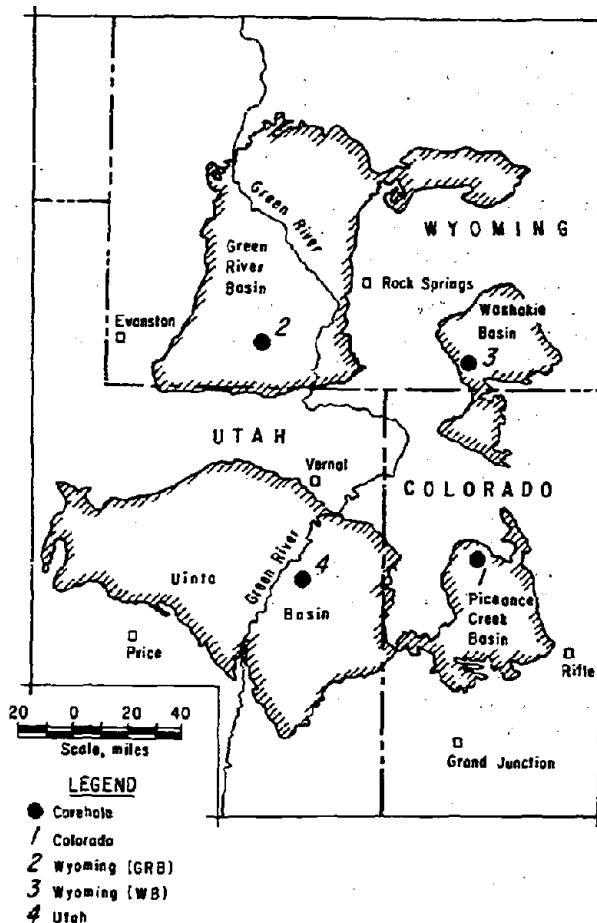 Green River
WYOMING
Green
River
Basin
Rock Springs
Evanston
2
Washakie
Basin
3
UTAH
Vernal
COLORADO
Green River
4
Uinta
Basin
1
Piceance
Creek
Basin
Price
Rifle
20 0 20 40
Scale, miles
Grand Junction
LEGEND
Corehole
1 Colorado
2 Wyoming (GRB)
3 Wyoming (WB)
4 Utah